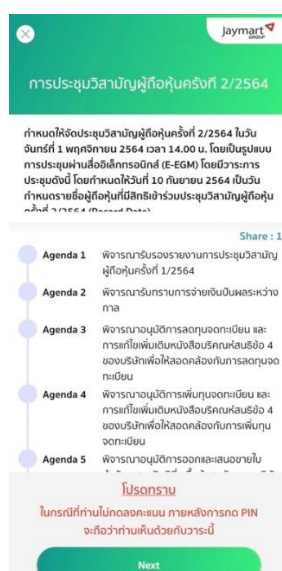 Jaymart
GROUP
การประชุมวิสามัญผู้ถือหุ้นครั้งที่ 2/2564
กำหนดให้จัดประชุมวิสามัญผู้ถือหุ้นครั้งที่ 2/2564 ในวัน
จันทร์ที่ 1 พฤศจิกายน 2564 เวลา 14.00 น. โดยเป็นรูปแบบ
การประชุมผ่านสื่ออิเล็กทรอนิกส์ (E-EGM) โดยมีวาระการ
ประชุมดังนี้ โดยกำหนดให้วันที่ 10 กันยายน 2564 เป็นวัน
กำหนดรายชื่อผู้ถือหุ้นที่มีสิทธิเข้าร่วมประชุมวิสามัญผู้ถือหุ้น
ครั้งที่ 2/2564 (Record Date)
Share : 1
Agenda 1 พิจารณารับรองรายงานการประชุมวิสามัญ
ผู้ถือหุ้นครั้งที่ 1/2564
Agenda 2 พิจารณารับทราบการจ่ายเงินปันผลระหว่าง
กาล
Agenda 3 พิจารณาอนุมัติการลดทุนจดทะเบียน และ
การแก้ไขเพิ่มเติมหนังสือบริคณห์สนธิข้อ 4
ของบริษัทเพื่อให้สอดคล้องกับการลดทุนจด
ทะเบียน
Agenda 4 พิจารณาอนุมัติการเพิ่มทุนจดทะเบียน และ
การแก้ไขเพิ่มเติมหนังสือบริคณห์สนธิข้อ 4
ของบริษัทเพื่อให้สอดคล้องกับการเพิ่มทุน
จดทะเบียน
Agenda 5 พิจารณาอนุมัติการออกและเสนอขายใบ
โปรดทราบ
ในกรณีที่ท่านไม่กดลงคะแนน ภายหลังการกด PIN
จะถือว่าท่านเห็นด้วยกับวาระนี้
Next